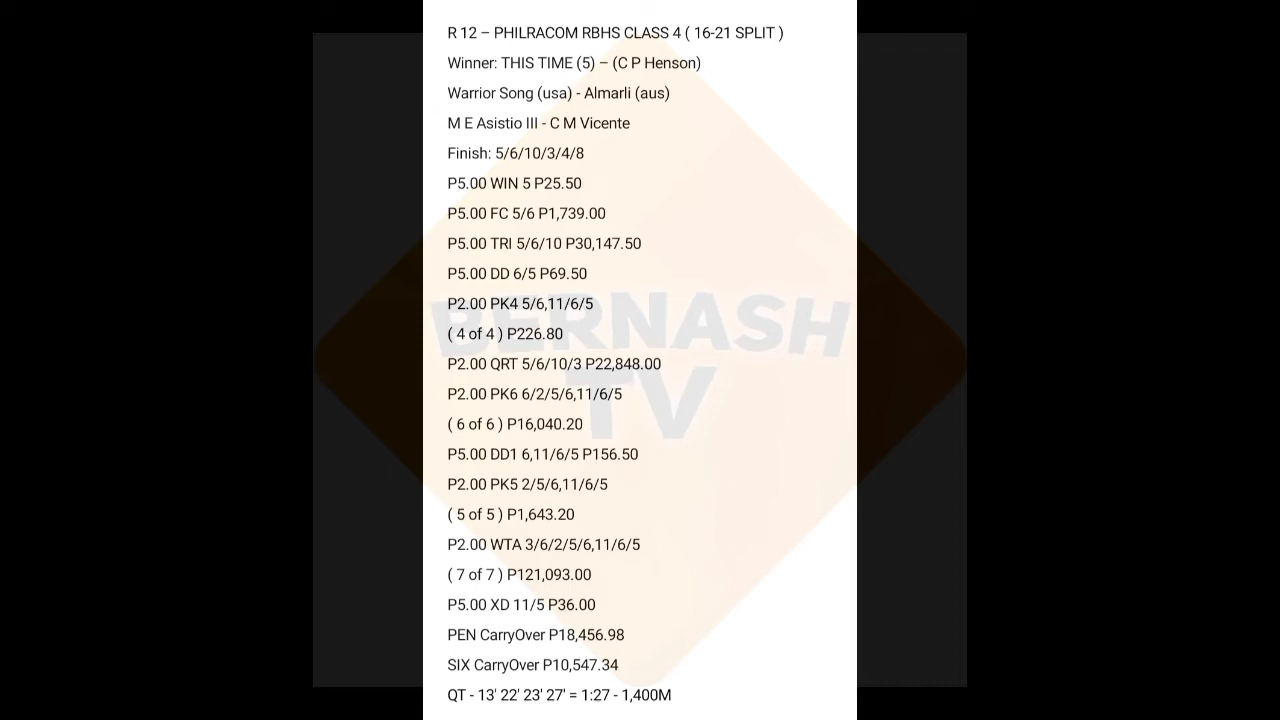 R 12 – PHILRACOM RBHS CLASS 4 ( 16-21 SPLIT )
Winner: THIS TIME (5) – (C P Henson)
Warrior Song (usa) - Almarli (aus)
M E Asistio III - C M Vicente
Finish: 5/6/10/3/4/8
P5.00 WIN 5 P25.50
P5.00 FC 5/6 P1,739.00
P5.00 TRI 5/6/10 P30,147.50
P5.00 DD 6/5 P69.50
P2.00 PK4 5/6,11/6/5
( 4 of 4 ) P226.80
P2.00 QRT 5/6/10/3 P22,848.00
P2.00 PK6 6/2/5/6,11/6/5
( 6 of 6 ) P16,040.20
P5.00 DD1 6,11/6/5 P156.50
P2.00 PK5 2/5/6,11/6/5
( 5 of 5 ) P1,643.20
P2.00 WTA 3/6/2/5/6,11/6/5
( 7 of 7 ) P121,093.00
P5.00 XD 11/5 P36.00
PEN CarryOver P18,456.98
SIX CarryOver P10,547.34
QT - 13' 22' 23' 27' = 1:27 - 1,400M
BERNASH
TV